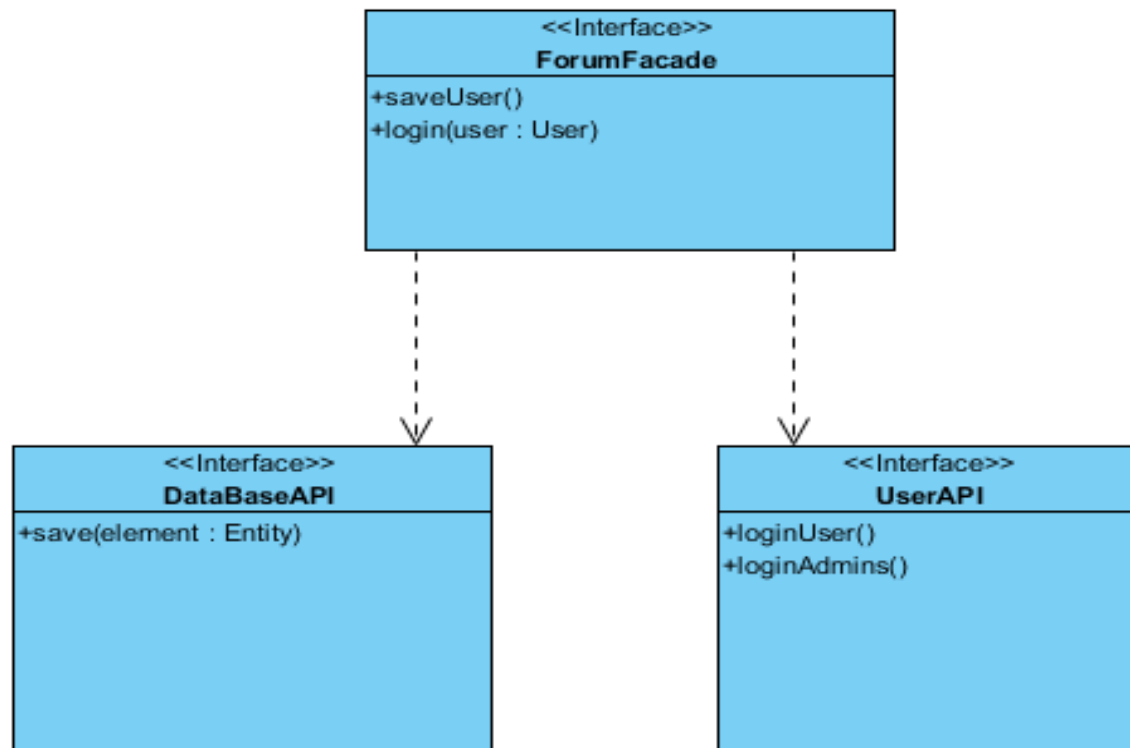 <<Interface>>
ForumFacade
+saveUser()
+login(user : User)
<<Interface>>
DataBaseAPI
+save(element : Entity)
<<Interface>>
UserAPI
+loginUser()
+loginAdmins()